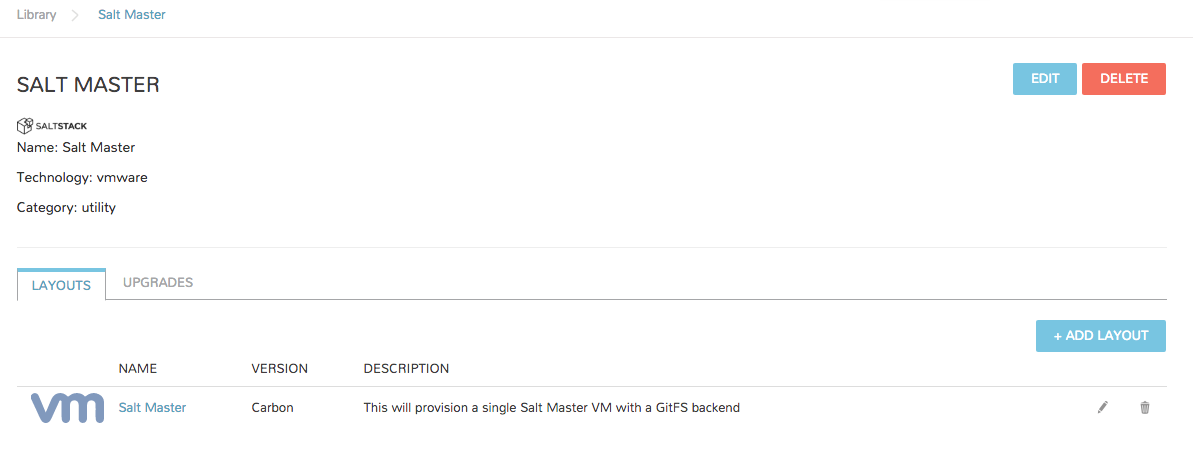 Library Salt Master
SALT MASTER
EDIT DELETE
SALTSTACK
Name: Salt Master
Technology: vmware
Category: utility
LAYOUTS UPGRADES
+ ADD LAYOUT
NAME VERSION DESCRIPTION
vm Salt Master Carbon This will provision a single Salt Master VM with a GitFS backend